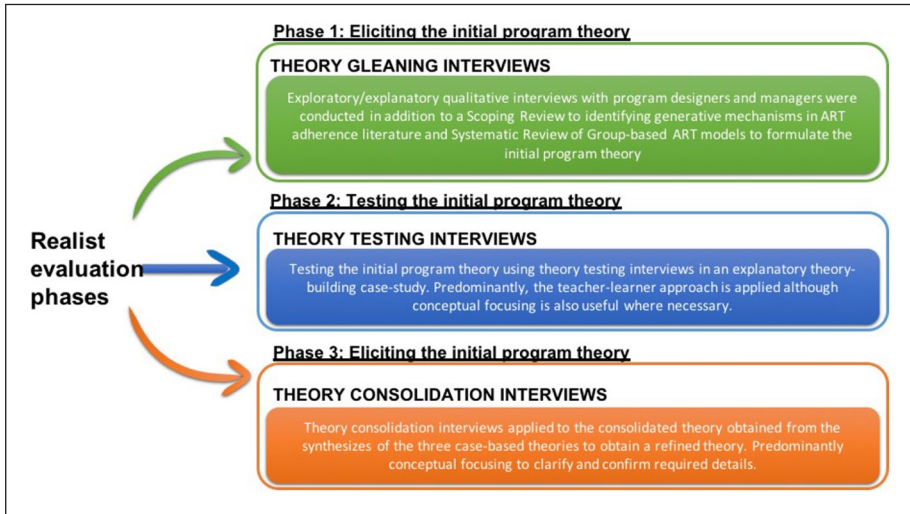 Phase 1: Eliciting the initial program theory
THEORY GLEANING INTERVIEWS
Exploratory/explanatory qualitative interviews with program designers and managers were
conducted in addition to a Scoping Review to identifying generative mechanisms in ART
adherence literature and Systematic Review of Group-based ART models to formulate the
initial program theory
Realist
evaluation
phases
Phase 2: Testing the initial program theory
THEORY TESTING INTERVIEWS
Testing the initial program theory using theory testing interviews in an explanatory theory-
building case-study. Predominantly, the teacher-learner approach is applied although
conceptual focusing is also useful where necessary.
Phase 3: Eliciting the initial program theory
THEORY CONSOLIDATION INTERVIEWS
Theory consolidation interviews applied to the consolidated theory obtained from the
synthesizes of the three case-based theories to obtain a refined theory. Predominantly
conceptual focusing to clarify and confirm required details.